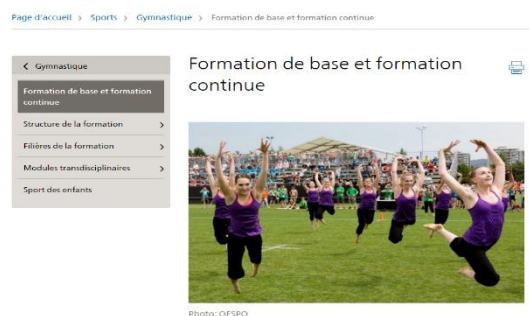 Page d'accueil > Sports > Gymnastique > Formation de base et formation continue
< Gymnastique
Formation de base et formation
continue
Structure de la formation >
Filières de la formation >
Modules transdisciplinaires >
Sport des enfants
Formation de base et formation
continue
Photo: OFSPO